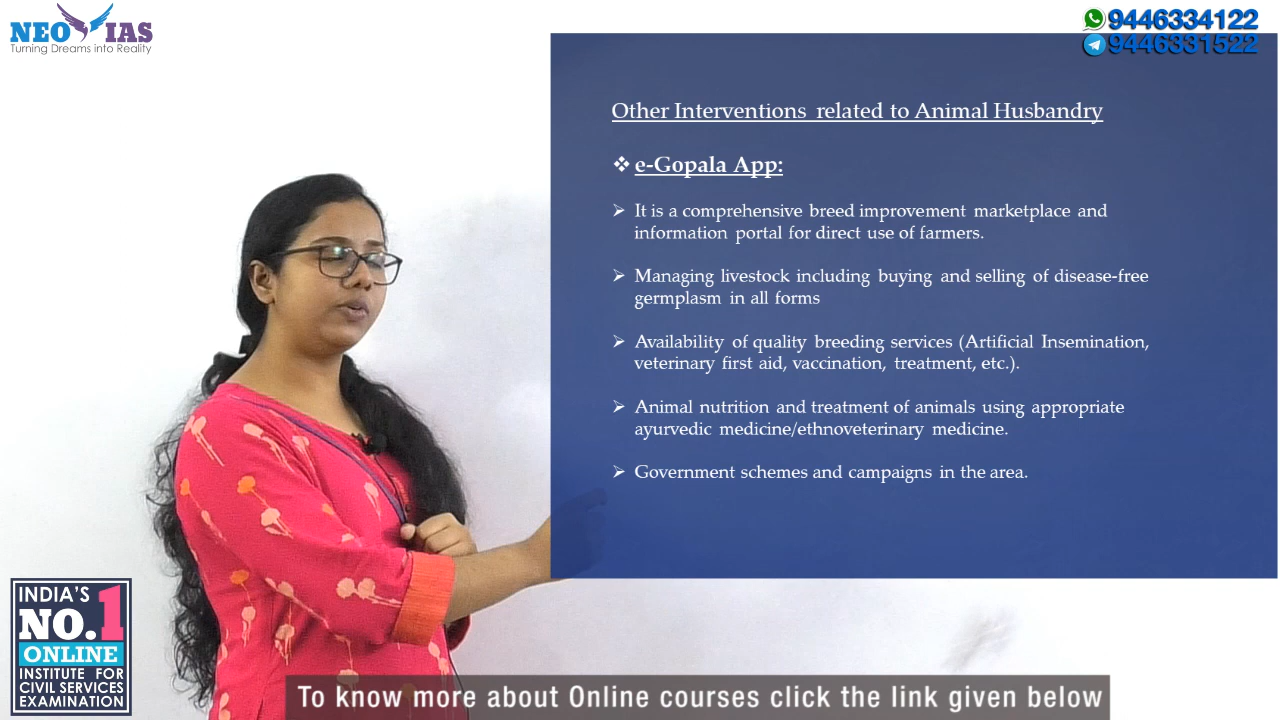 NEO IAS
Turning Dreams into Reality
9446334122
9446331522
Other Interventions related to Animal Husbandry
❖ e-Gopala App:
➢ It is a comprehensive breed improvement marketplace and
information portal for direct use of farmers.
➢ Managing livestock including buying and selling of disease-free
germplasm in all forms
➢ Availability of quality breeding services (Artificial Insemination,
veterinary first aid, vaccination, treatment, etc.).
➢ Animal nutrition and treatment of animals using appropriate
ayurvedic medicine/ethnoveterinary medicine.
➢ Government schemes and campaigns in the area.
INDIA'S
NO.1
ONLINE
INSTITUTE FOR
CIVIL SERVICES
EXAMINATION
To know more about Online courses click the link given below